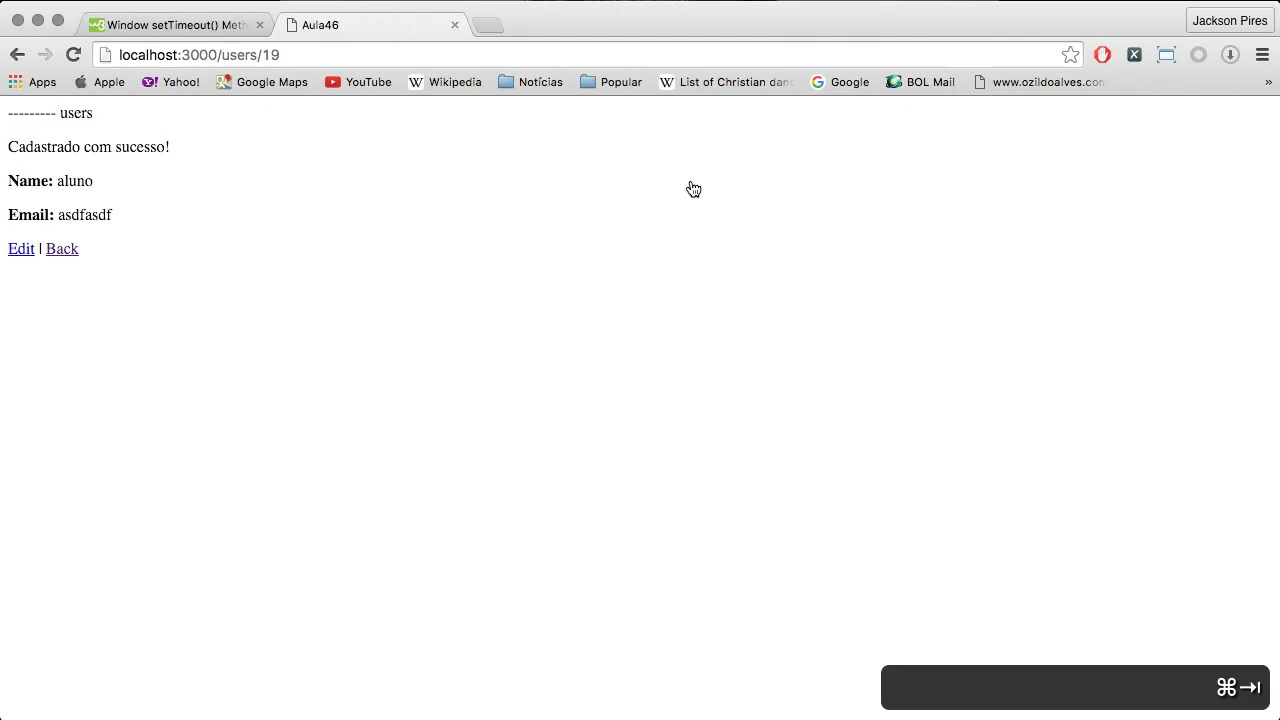 Window setTimeout() Meth
Aula46
Jackson Pires
localhost:3000/users/19
Apps Apple Yahoo! Google Maps YouTube Wikipedia Notícias Popular List of Christian danc Google BOL Mail www.ozildoalves.com »
--------- users
Cadastrado com sucesso!
Name: aluno
Email: asdfasdf
Edit | Back
⌘⇥